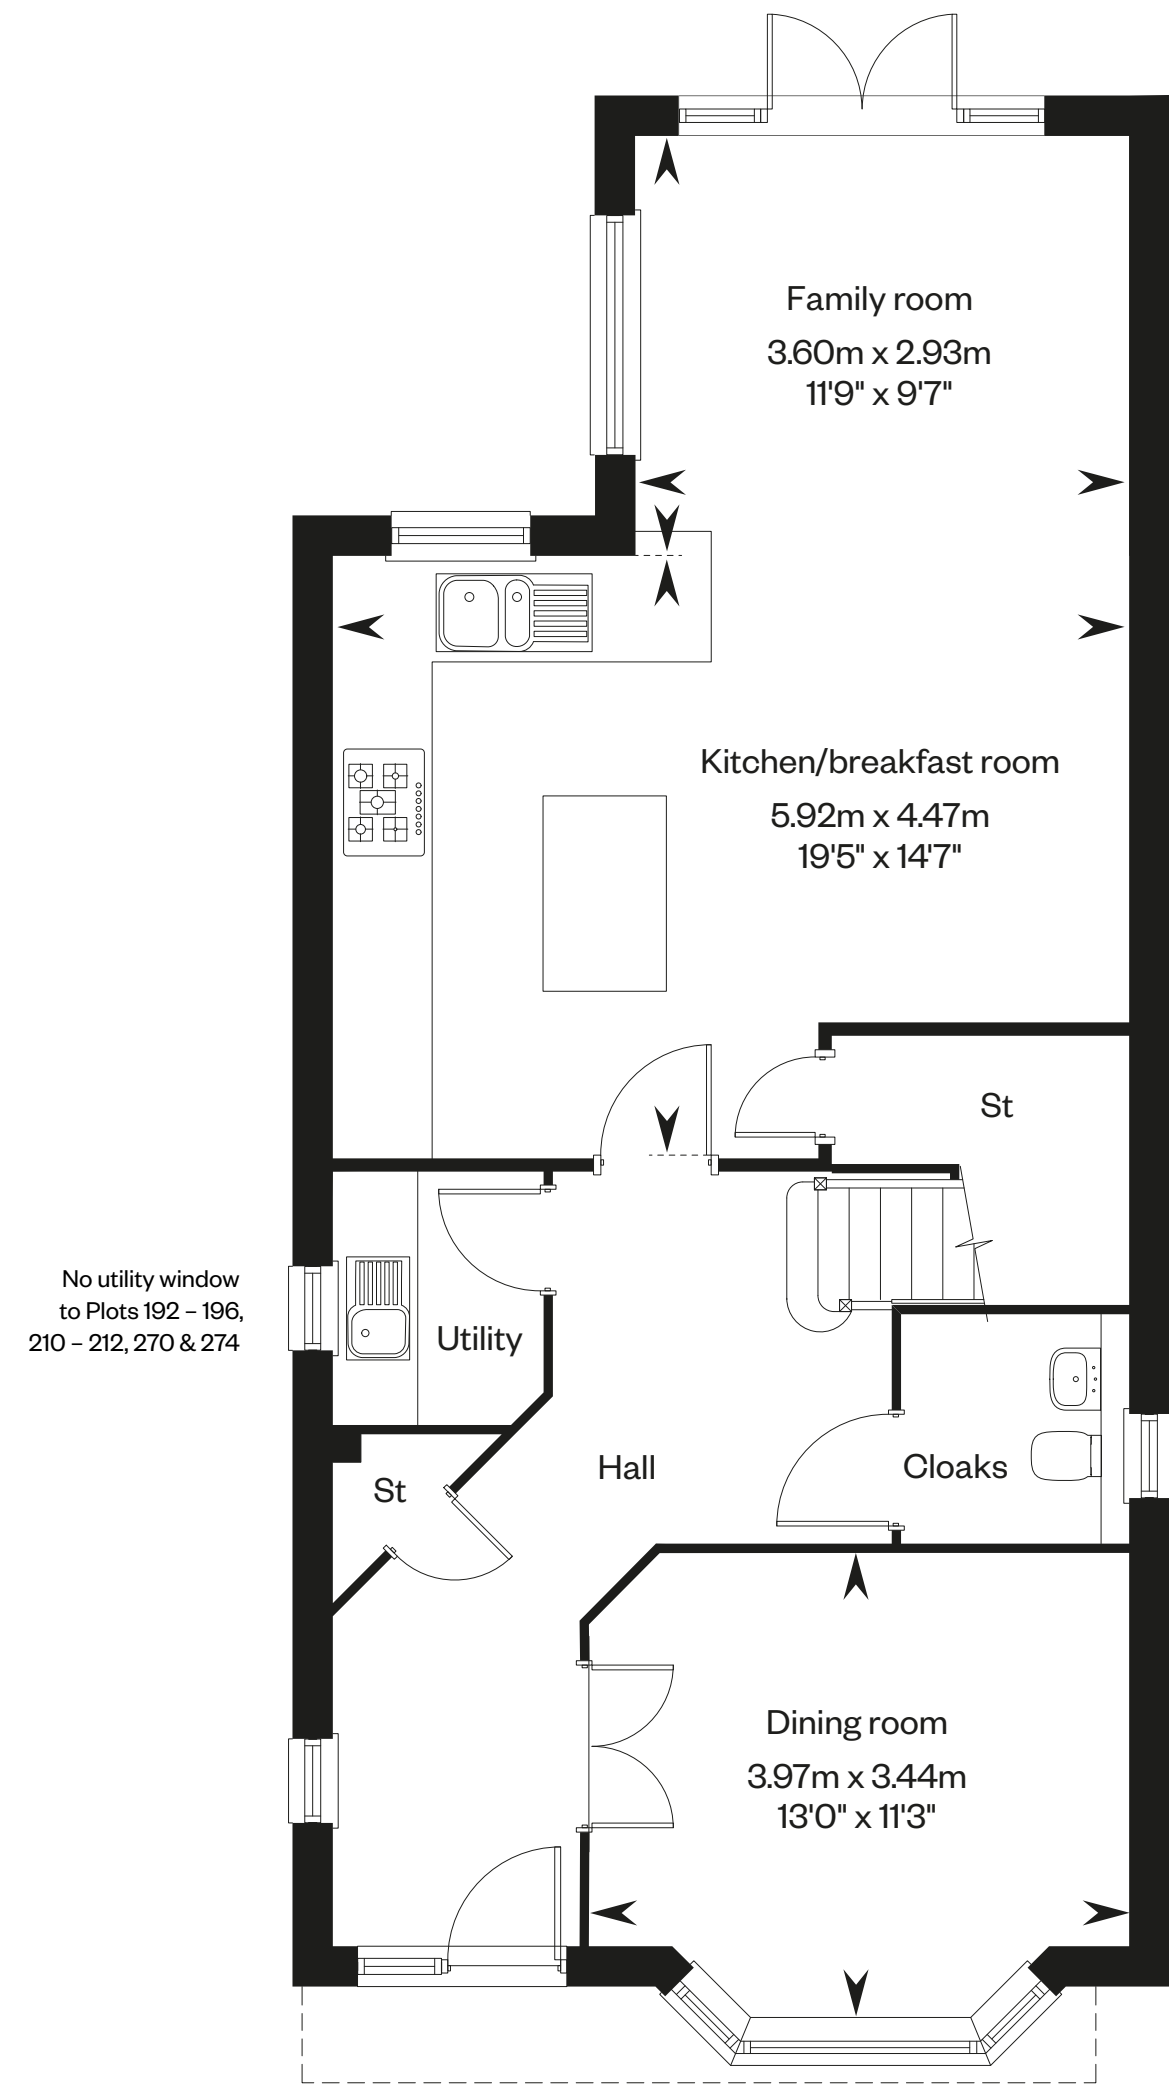 Family room
3.60m x 2.93m
11'9" x 9'7"
Kitchen/breakfast room
5.92m x 4.47m
19'5" x 14'7"
St
No utility window
to Plots 192 – 196,
210 – 212, 270 & 274
Utility
Hall
Cloaks
St
Dining room
3.97m x 3.44m
13'0" x 11'3"